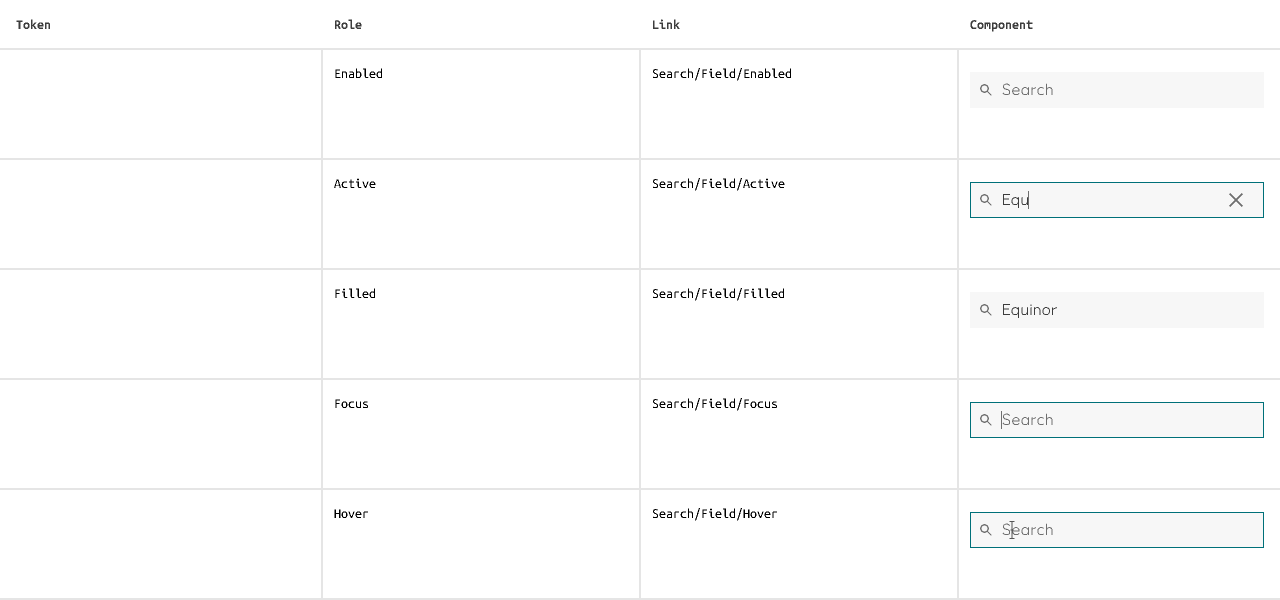 Token Role Link Component
Enabled Search/Field/Enabled Search
Active Search/Field/Active Equ
Filled Search/Field/Filled Equinor
Focus Search/Field/Focus Search
Hover Search/Field/Hover Search